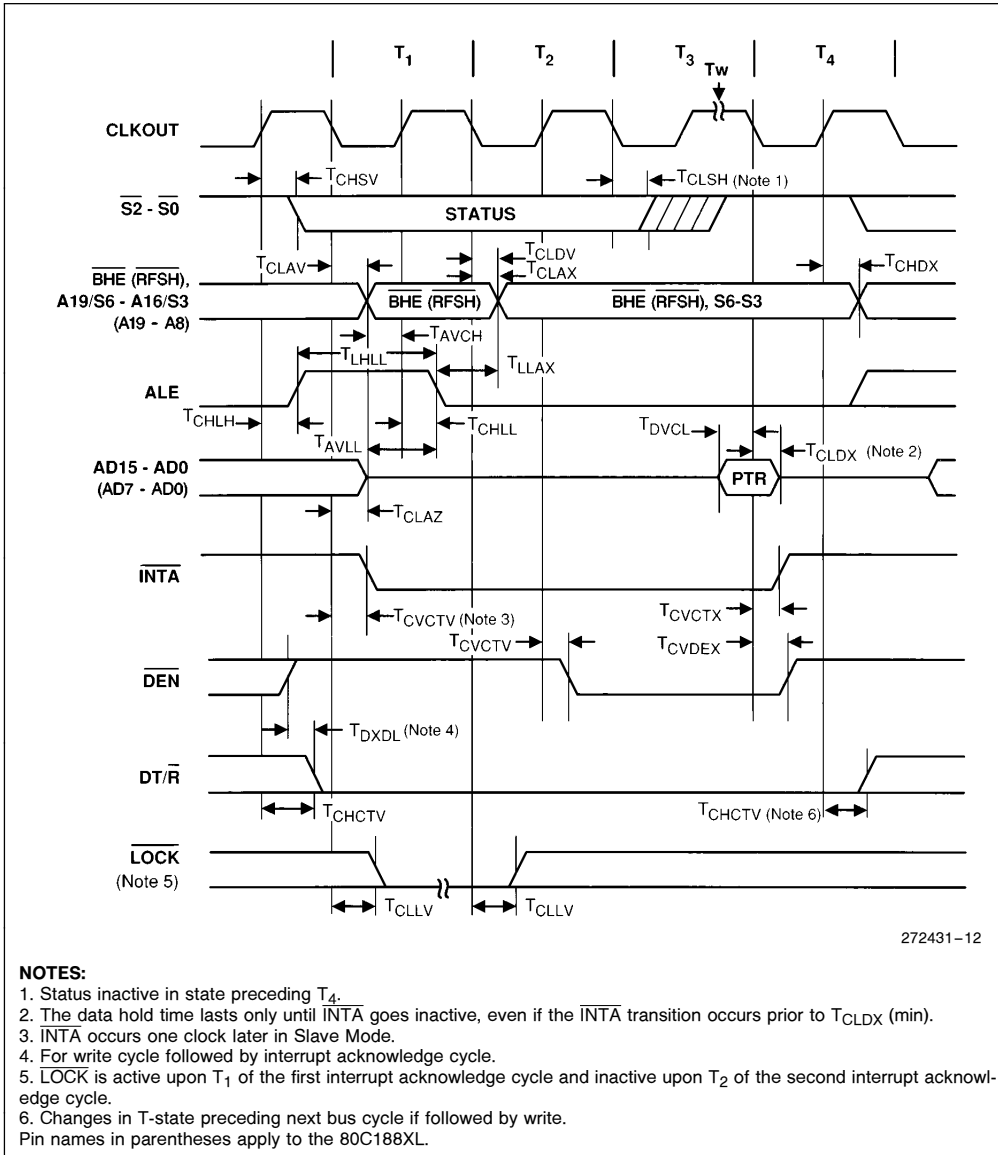 T1 T2 T3 T4
TW
CLKOUT
TCHSV
TCLSH (Note 1)
S2 - S0
STATUS
TCLDV
TCLAV
TCLAX
TCHDX
BHE (RFSH),
A19/S6 - A16/S3
(A19 - A8)
BHE (RFSH)
BHE (RFSH), S6-S3
TAVCH
TLHLL
TLLAX
ALE
TCHLH
TCHLL
TDVCL
TAVLL
TCLDX (Note 2)
AD15 - AD0
(AD7 - AD0)
PTR
TCLAZ
INTA
TCVCTV (Note 3)
TCVCTX
TCVCTV
TCVDEX
DEN
TDXDL (Note 4)
DT/R
TCHCTV
TCHCTV (Note 6)
LOCK
(Note 5)
TCLLV
TCLLV
272431–12
NOTES:
1. Status inactive in state preceding T4.
2. The data hold time lasts only until INTA goes inactive, even if the INTA transition occurs prior to TCLDX (min).
3. INTA occurs one clock later in Slave Mode.
4. For write cycle followed by interrupt acknowledge cycle.
5. LOCK is active upon T1 of the first interrupt acknowledge cycle and inactive upon T2 of the second interrupt acknowl-
edge cycle.
6. Changes in T-state preceding next bus cycle if followed by write.
Pin names in parentheses apply to the 80C188XL.